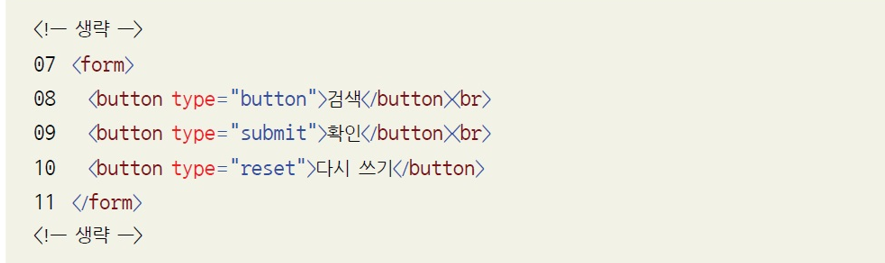 <!— 생략 —>
07 <form>
08 <button type="button">검색</button><br>
09 <button type="submit">확인</button><br>
10 <button type="reset">다시 쓰기</button>
11 </form>
<!— 생략 —>